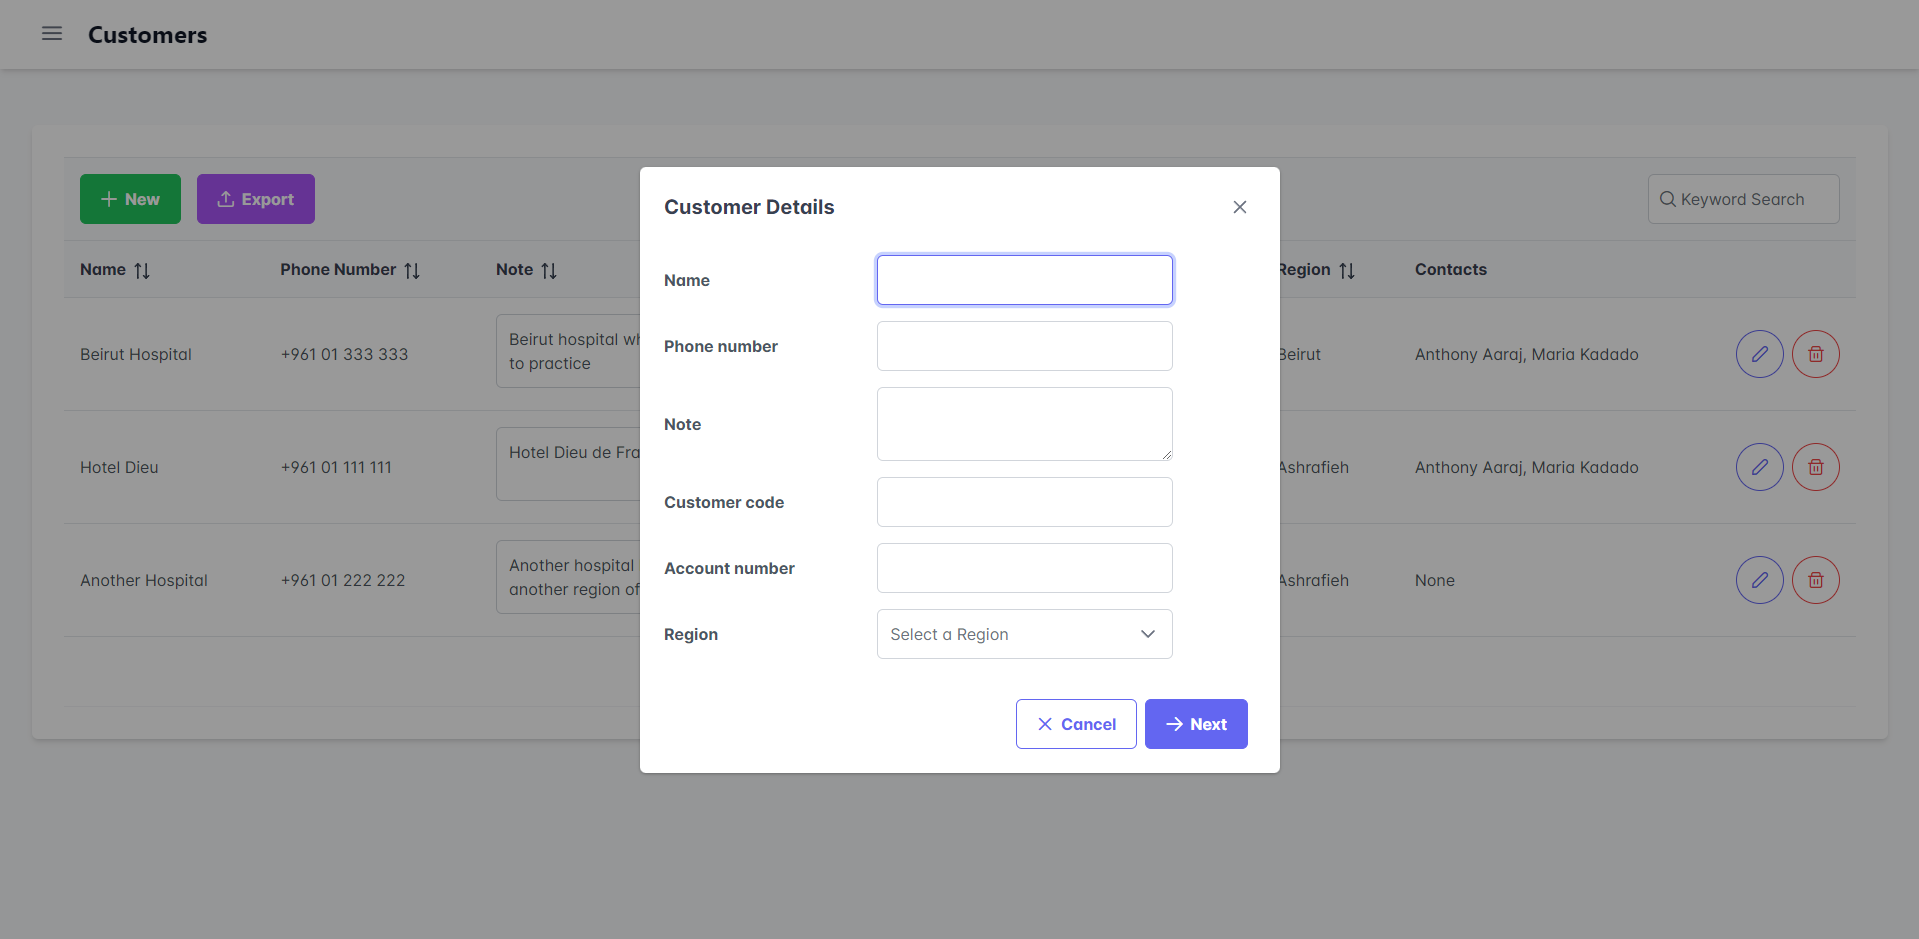 Customers
New
Export
Keyword Search
Name
Phone Number
Note
Region
Contacts
Beirut Hospital
+961 01 333 333
Beirut hospital
to practice
Beirut
Anthony Aaraj, Maria Kadado
Hotel Dieu
+961 01 111 111
Hotel Dieu de
Ashrafieh
Anthony Aaraj, Maria Kadado
Another Hospital
+961 01 222 222
Another hospital
another region of
Ashrafieh
None
Customer Details
Name
Phone number
Note
Customer code
Account number
Region
Select a Region
Cancel
Next